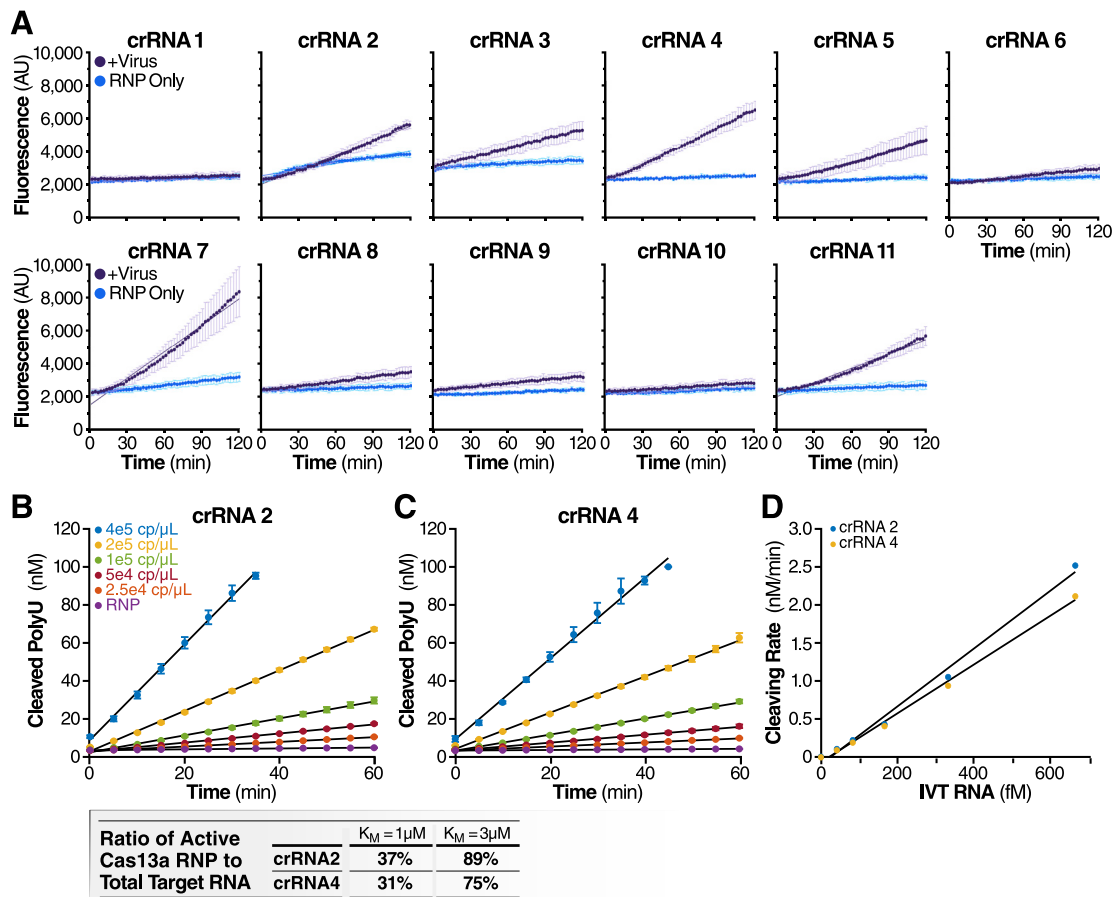 A
crRNA 1
crRNA 2
crRNA 3
crRNA 4
crRNA 5
crRNA 6
+Virus
RNP Only
Fluorescence (AU)
10,000
8,000
6,000
4,000
2,000
0
0 30 60 90 120
Time (min)
crRNA 7
crRNA 8
crRNA 9
crRNA 10
crRNA 11
+Virus
RNP Only
Fluorescence (AU)
10,000
8,000
6,000
4,000
2,000
0
0 30 60 90 120
Time (min)
0 30 60 90 120
Time (min)
0 30 60 90 120
Time (min)
0 30 60 90 120
Time (min)
0 30 60 90 120
Time (min)
B
crRNA 2
4e5 cp/µL
2e5 cp/µL
1e5 cp/µL
5e4 cp/µL
2.5e4 cp/µL
RNP
Cleaved PolyU (nM)
120
100
80
60
40
20
0
0 20 40 60
Time (min)
C
crRNA 4
Cleaved PolyU (nM)
120
100
80
60
40
20
0
0 20 40 60
Time (min)
D
crRNA 2
crRNA 4
Cleaving Rate (nM/min)
3.0
2.5
2.0
1.5
1.0
0.5
0
0 200 400 600
IVT RNA (fM)
Ratio of Active Cas13a RNP to Total Target RNA
KM = 1µM KM = 3µM
crRNA2 37% 89%
crRNA4 31% 75%